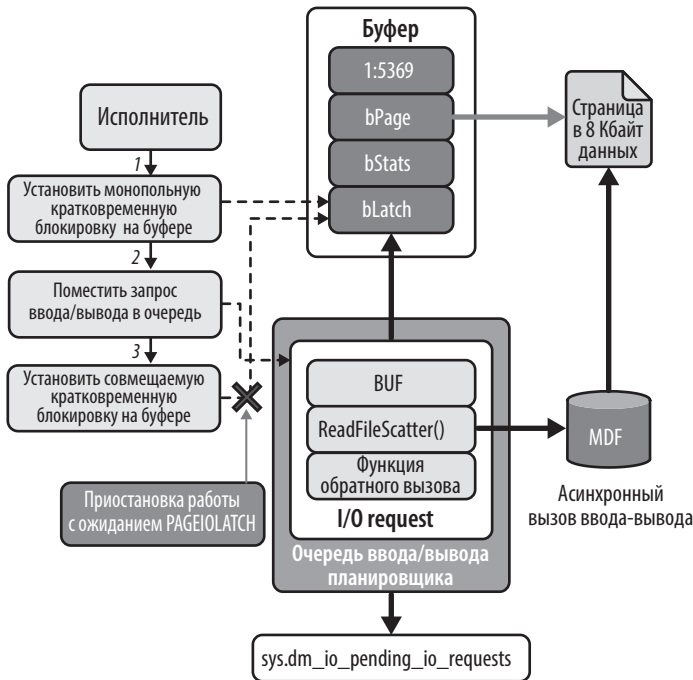 Буфер
1:5369
bPage
bStats
bLatch
Страница
в 8 Кбайт
данных
Исполнитель
1
Установить монопольную
кратковременную
блокировку на буфере
2
Поместить запрос
ввода/вывода в очередь
3
Установить совмещаемую
кратковременную
блокировку на буфере
Приостановка работы
с ожиданием PAGEIOLATCH
BUF
ReadFileScatter()
Функция
обратного вызова
I/O request
Очередь ввода/вывода
планировщика
MDF
Асинхронный
вызов ввода-вывода
sys.dm_io_pending_io_requests